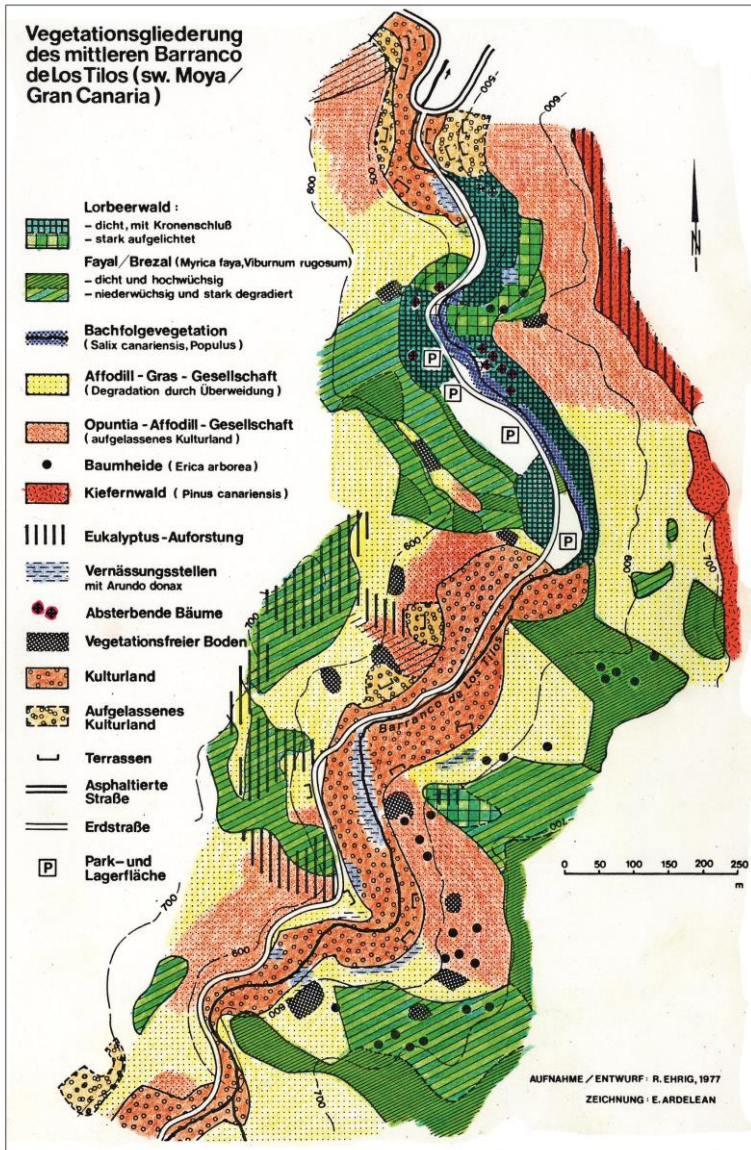 Vegetationsgliederung
des mittleren Barranco
de Los Tilos (sw. Moya /
Gran Canaria)
Lorbeerwald :
- dicht, mit Kronenschluß
- stark aufgelichtet
Fayal / Brezal (Myrica faya, Viburnum rugosum)
- dicht und hochwüchsig
- niederwüchsig und stark degradiert
Bachfolgevegetation
(Salix canariensis, Populus)
Affodill - Gras - Gesellschaft
(Degradation durch Überweidung)
Opuntia - Affodill - Gesellschaft
(aufgelassenes Kulturland)
Baumheide (Erica arborea)
Kiefernwald (Pinus canariensis)
Eukalyptus - Aufforstung
Vernässungsstellen
mit Arundo donax
Absterbende Bäume
Vegetationsfreier Boden
Kulturland
Aufgelassenes
Kulturland
Terrassen
Asphaltierte
Straße
Erdstraße
P
Park- und
Lagerfläche
600
500
600
600
N
P
P
P
P
600
600
700
700
Barranco de Los Tilos
700
700
600
600
700
0 50 100 150 200 250
m
AUFNAHME / ENTWURF : R. EHRIG, 1977
ZEICHNUNG : E. ARDELEAN